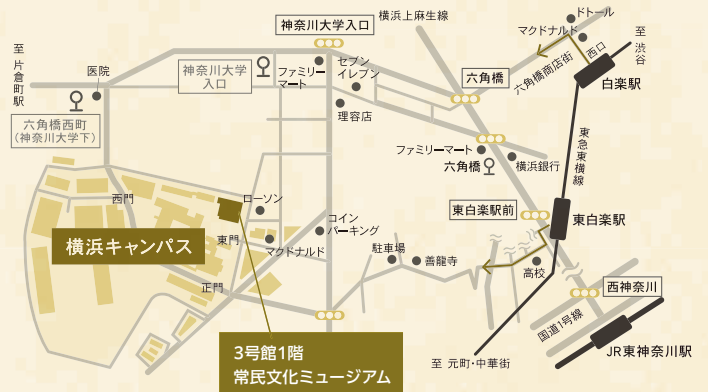 ドトール
神奈川大学入口
横浜上麻生線
マクドナルド
至
渋谷
西口
至
片倉町駅
医院
神奈川大学
入口
ファミリー
マート
セブン
イレブン
六角橋
六角橋商店街
白楽駅
六角橋西町
(神奈川大学下)
理容店
東急東横線
ファミリーマート
六角橋
横浜銀行
西門
ローソン
東白楽駅前
東白楽駅
コイン
パーキング
横浜キャンパス
東門
マクドナルド
駐車場
善龍寺
高校
正門
西神奈川
国道1号線
3号館1階
常民文化ミュージアム
至 元町・中華街
JR東神奈川駅